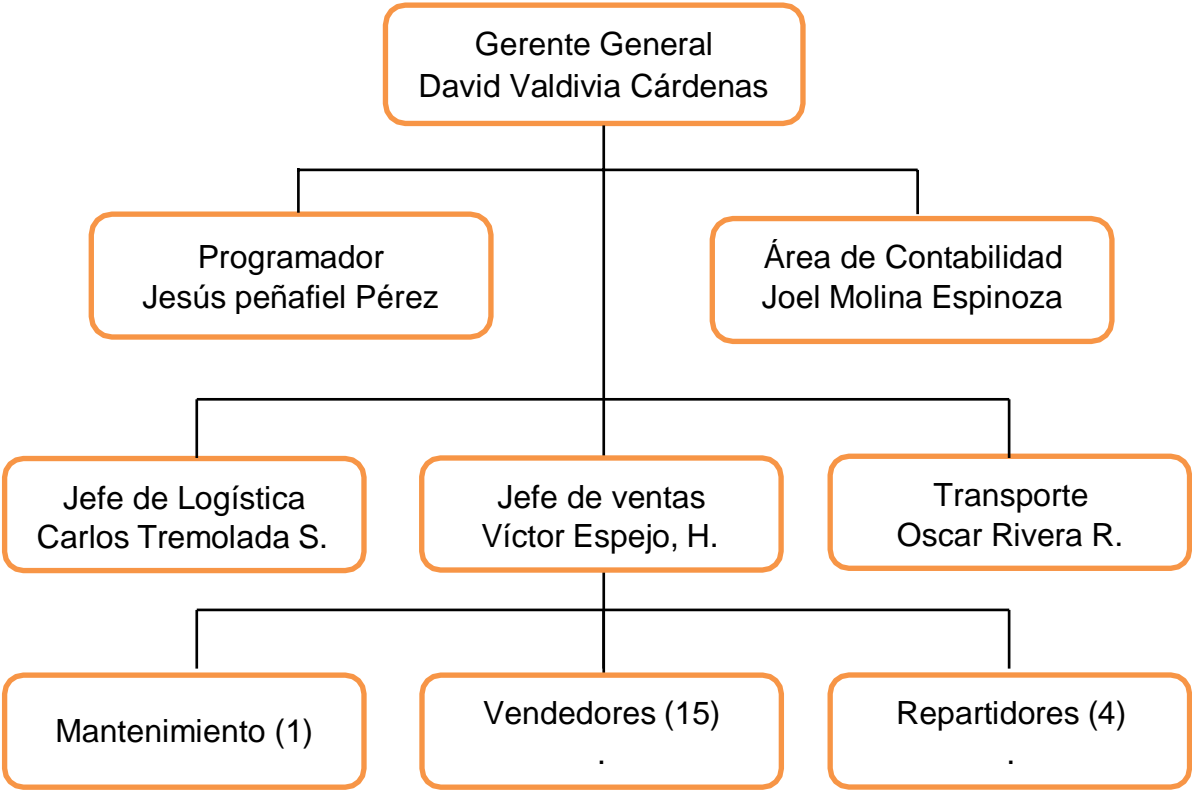 Gerente General
David Valdivia Cárdenas
Programador
Jesús peñafiel Pérez
Área de Contabilidad
Joel Molina Espinoza
Jefe de Logística
Carlos Tremolada S.
Jefe de ventas
Víctor Espejo, H.
Transporte
Oscar Rivera R.
Mantenimiento (1)
Vendedores (15)
.
Repartidores (4)
.